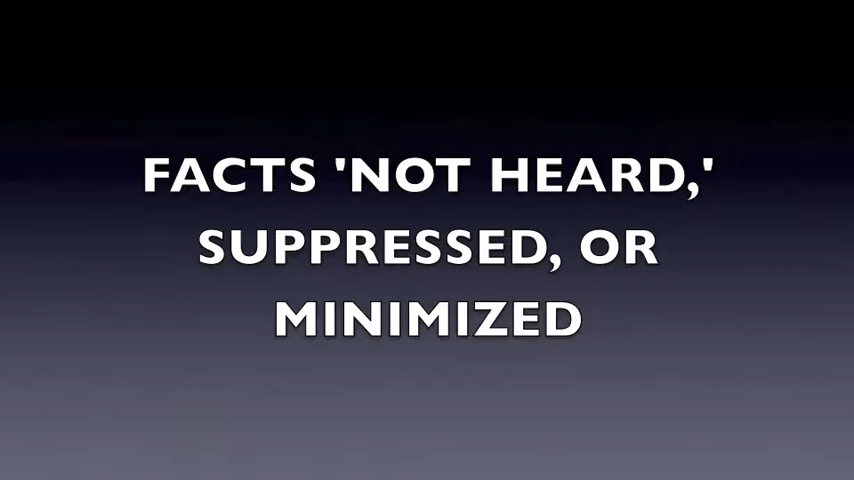 FACTS 'NOT HEARD,'
SUPPRESSED, OR
MINIMIZED